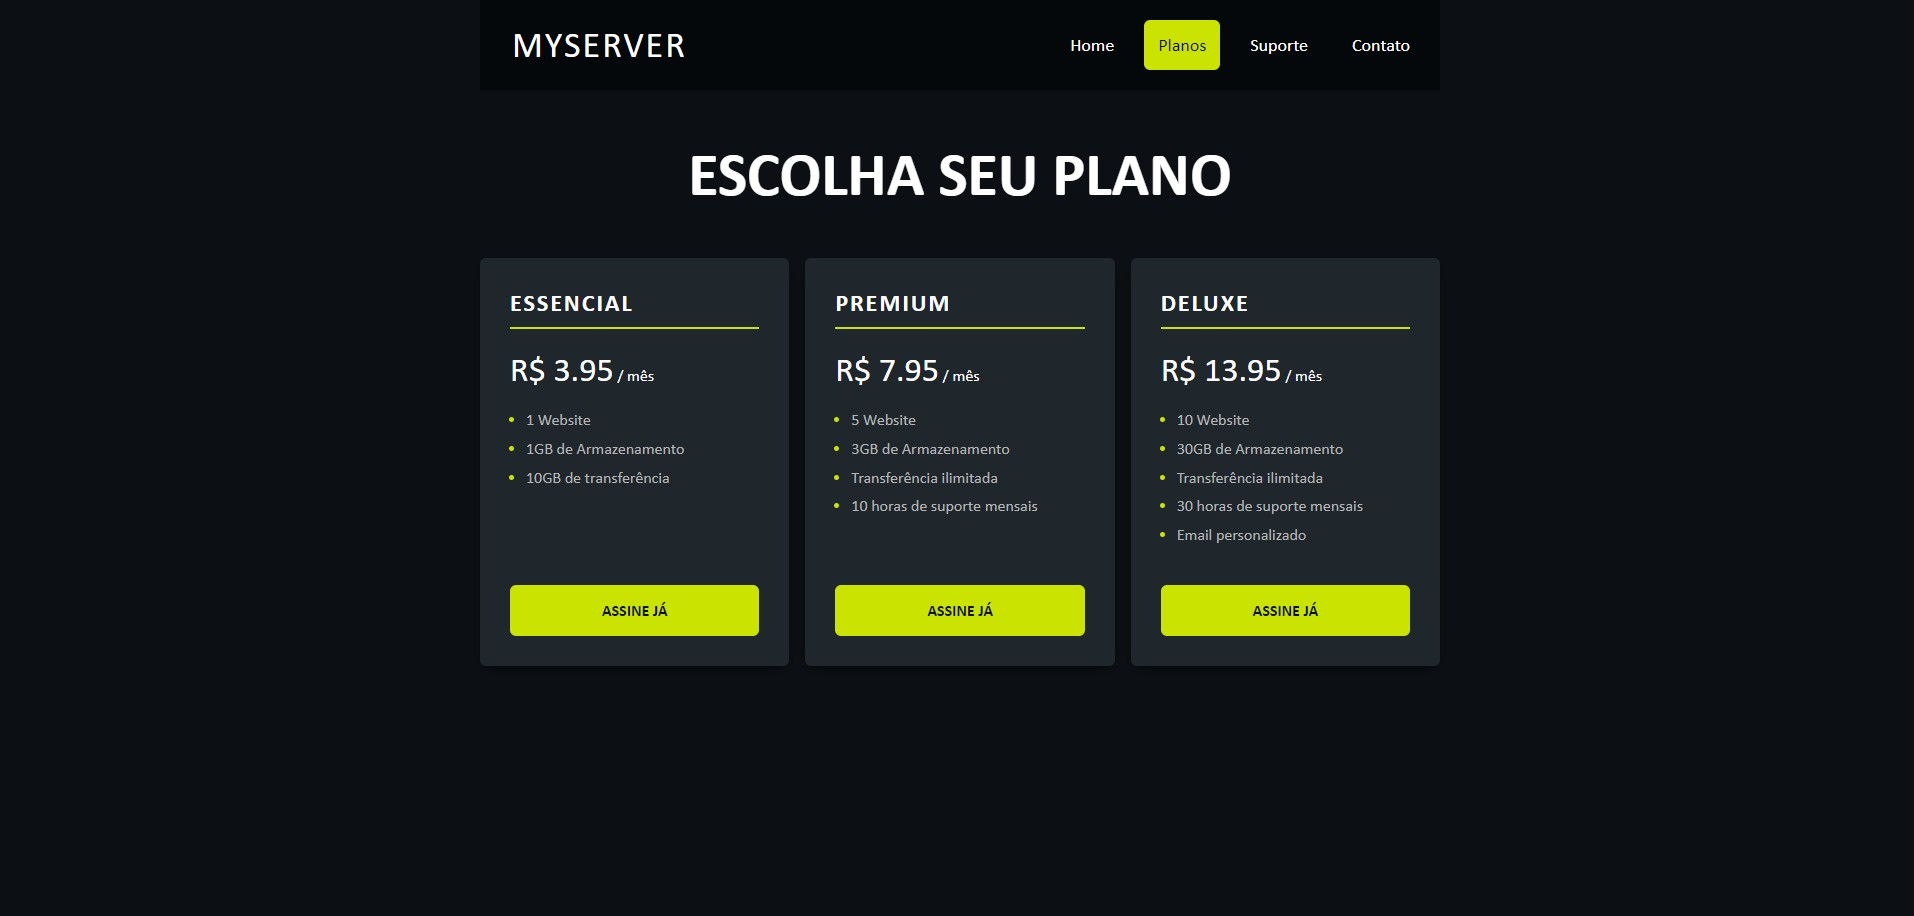 MYSERVER
Home Planos Suporte Contato
ESCOLHA SEU PLANO
ESSENCIAL
R$ 3.95 / mês
1 Website
1GB de Armazenamento
10GB de transferência
ASSINE JÁ
PREMIUM
R$ 7.95 / mês
5 Website
3GB de Armazenamento
Transferência ilimitada
10 horas de suporte mensais
ASSINE JÁ
DELUXE
R$ 13.95 / mês
10 Website
30GB de Armazenamento
Transferência ilimitada
30 horas de suporte mensais
Email personalizado
ASSINE JÁ